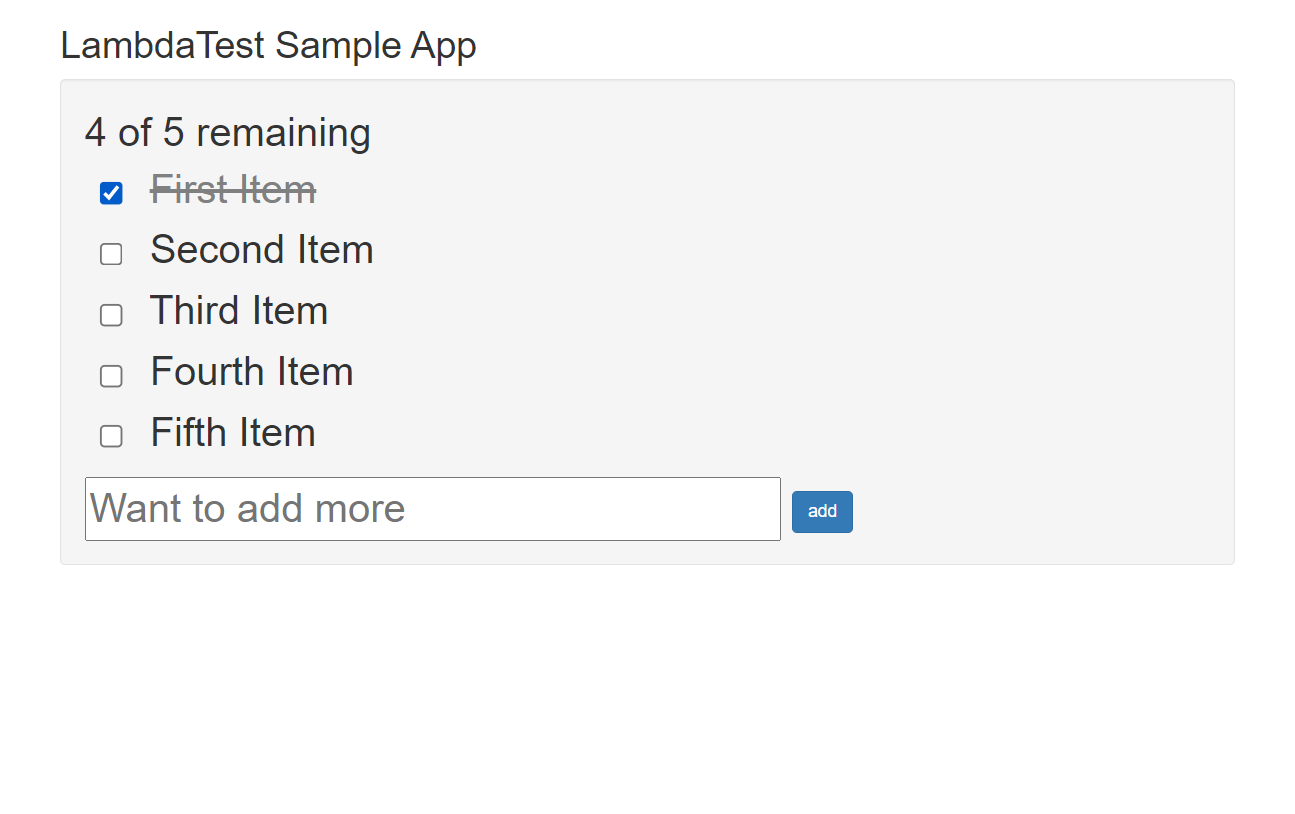 LambdaTest Sample App
4 of 5 remaining
First Item
Second Item
Third Item
Fourth Item
Fifth Item
Want to add more
add